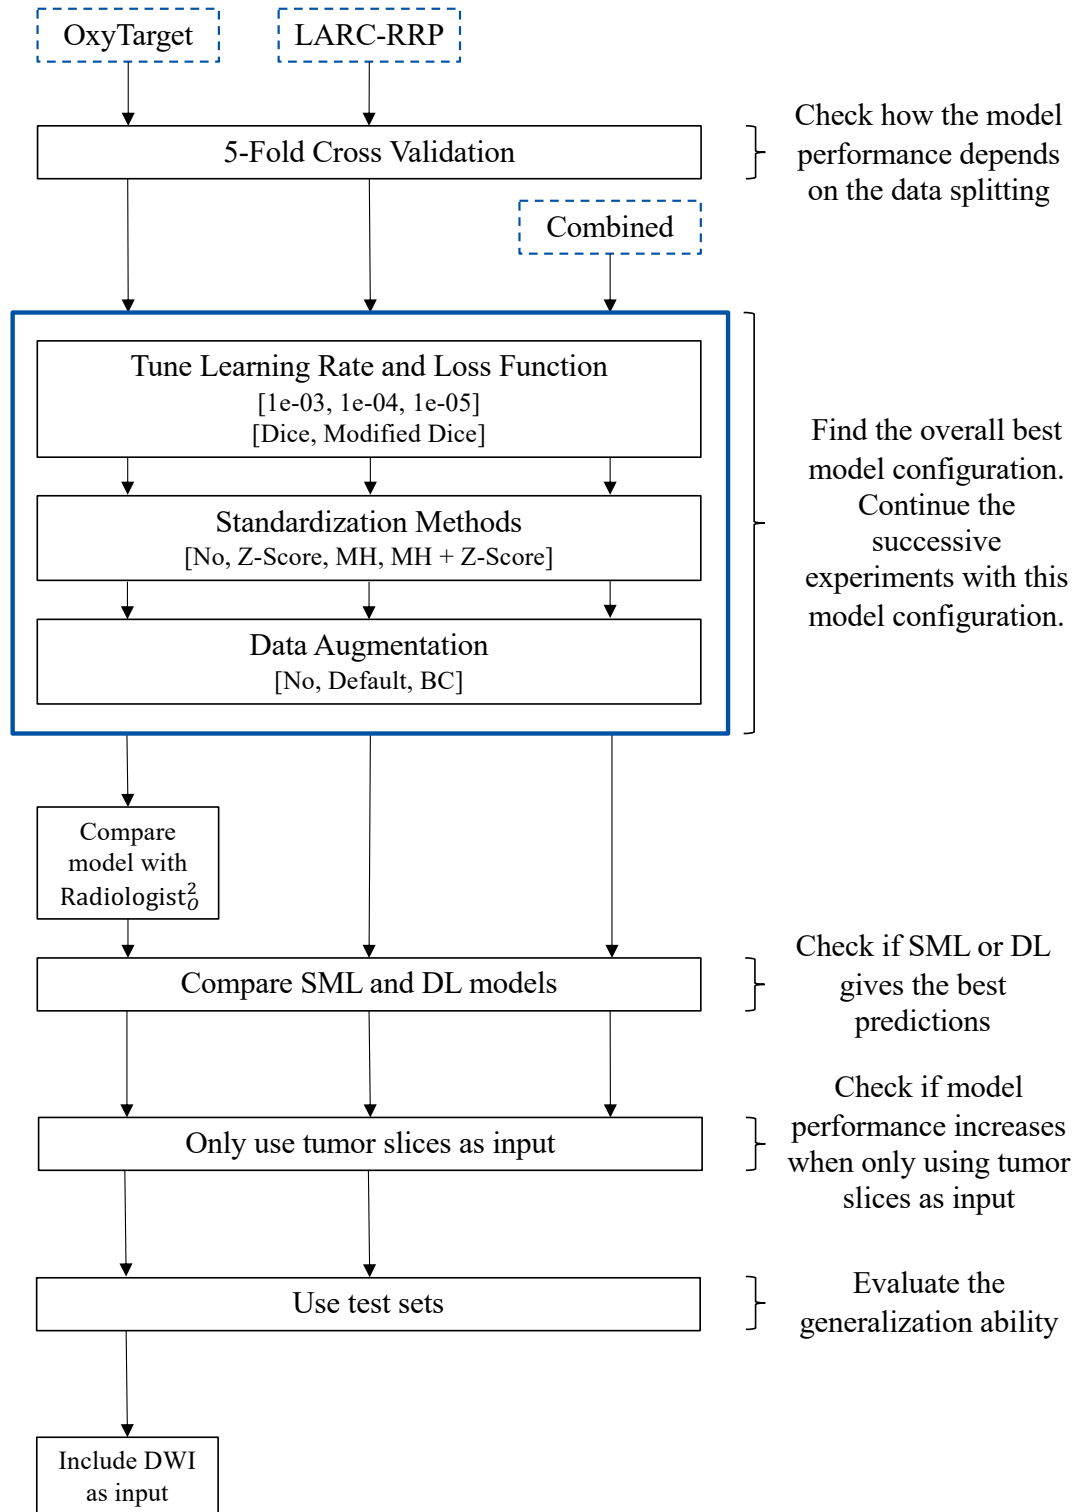 OxyTarget
LARC-RRP
5-Fold Cross Validation
Check how the model
performance depends
on the data splitting
Combined
Tune Learning Rate and Loss Function
[1e-03, 1e-04, 1e-05]
[Dice, Modified Dice]
Standardization Methods
[No, Z-Score, MH, MH + Z-Score]
Data Augmentation
[No, Default, BC]
Find the overall best
model configuration.
Continue the
successive
experiments with this
model configuration.
Compare
model with
Radiologist²_O
Compare SML and DL models
Check if SML or DL
gives the best
predictions
Only use tumor slices as input
Check if model
performance increases
when only using tumor
slices as input
Use test sets
Evaluate the
generalization ability
Include DWI
as input